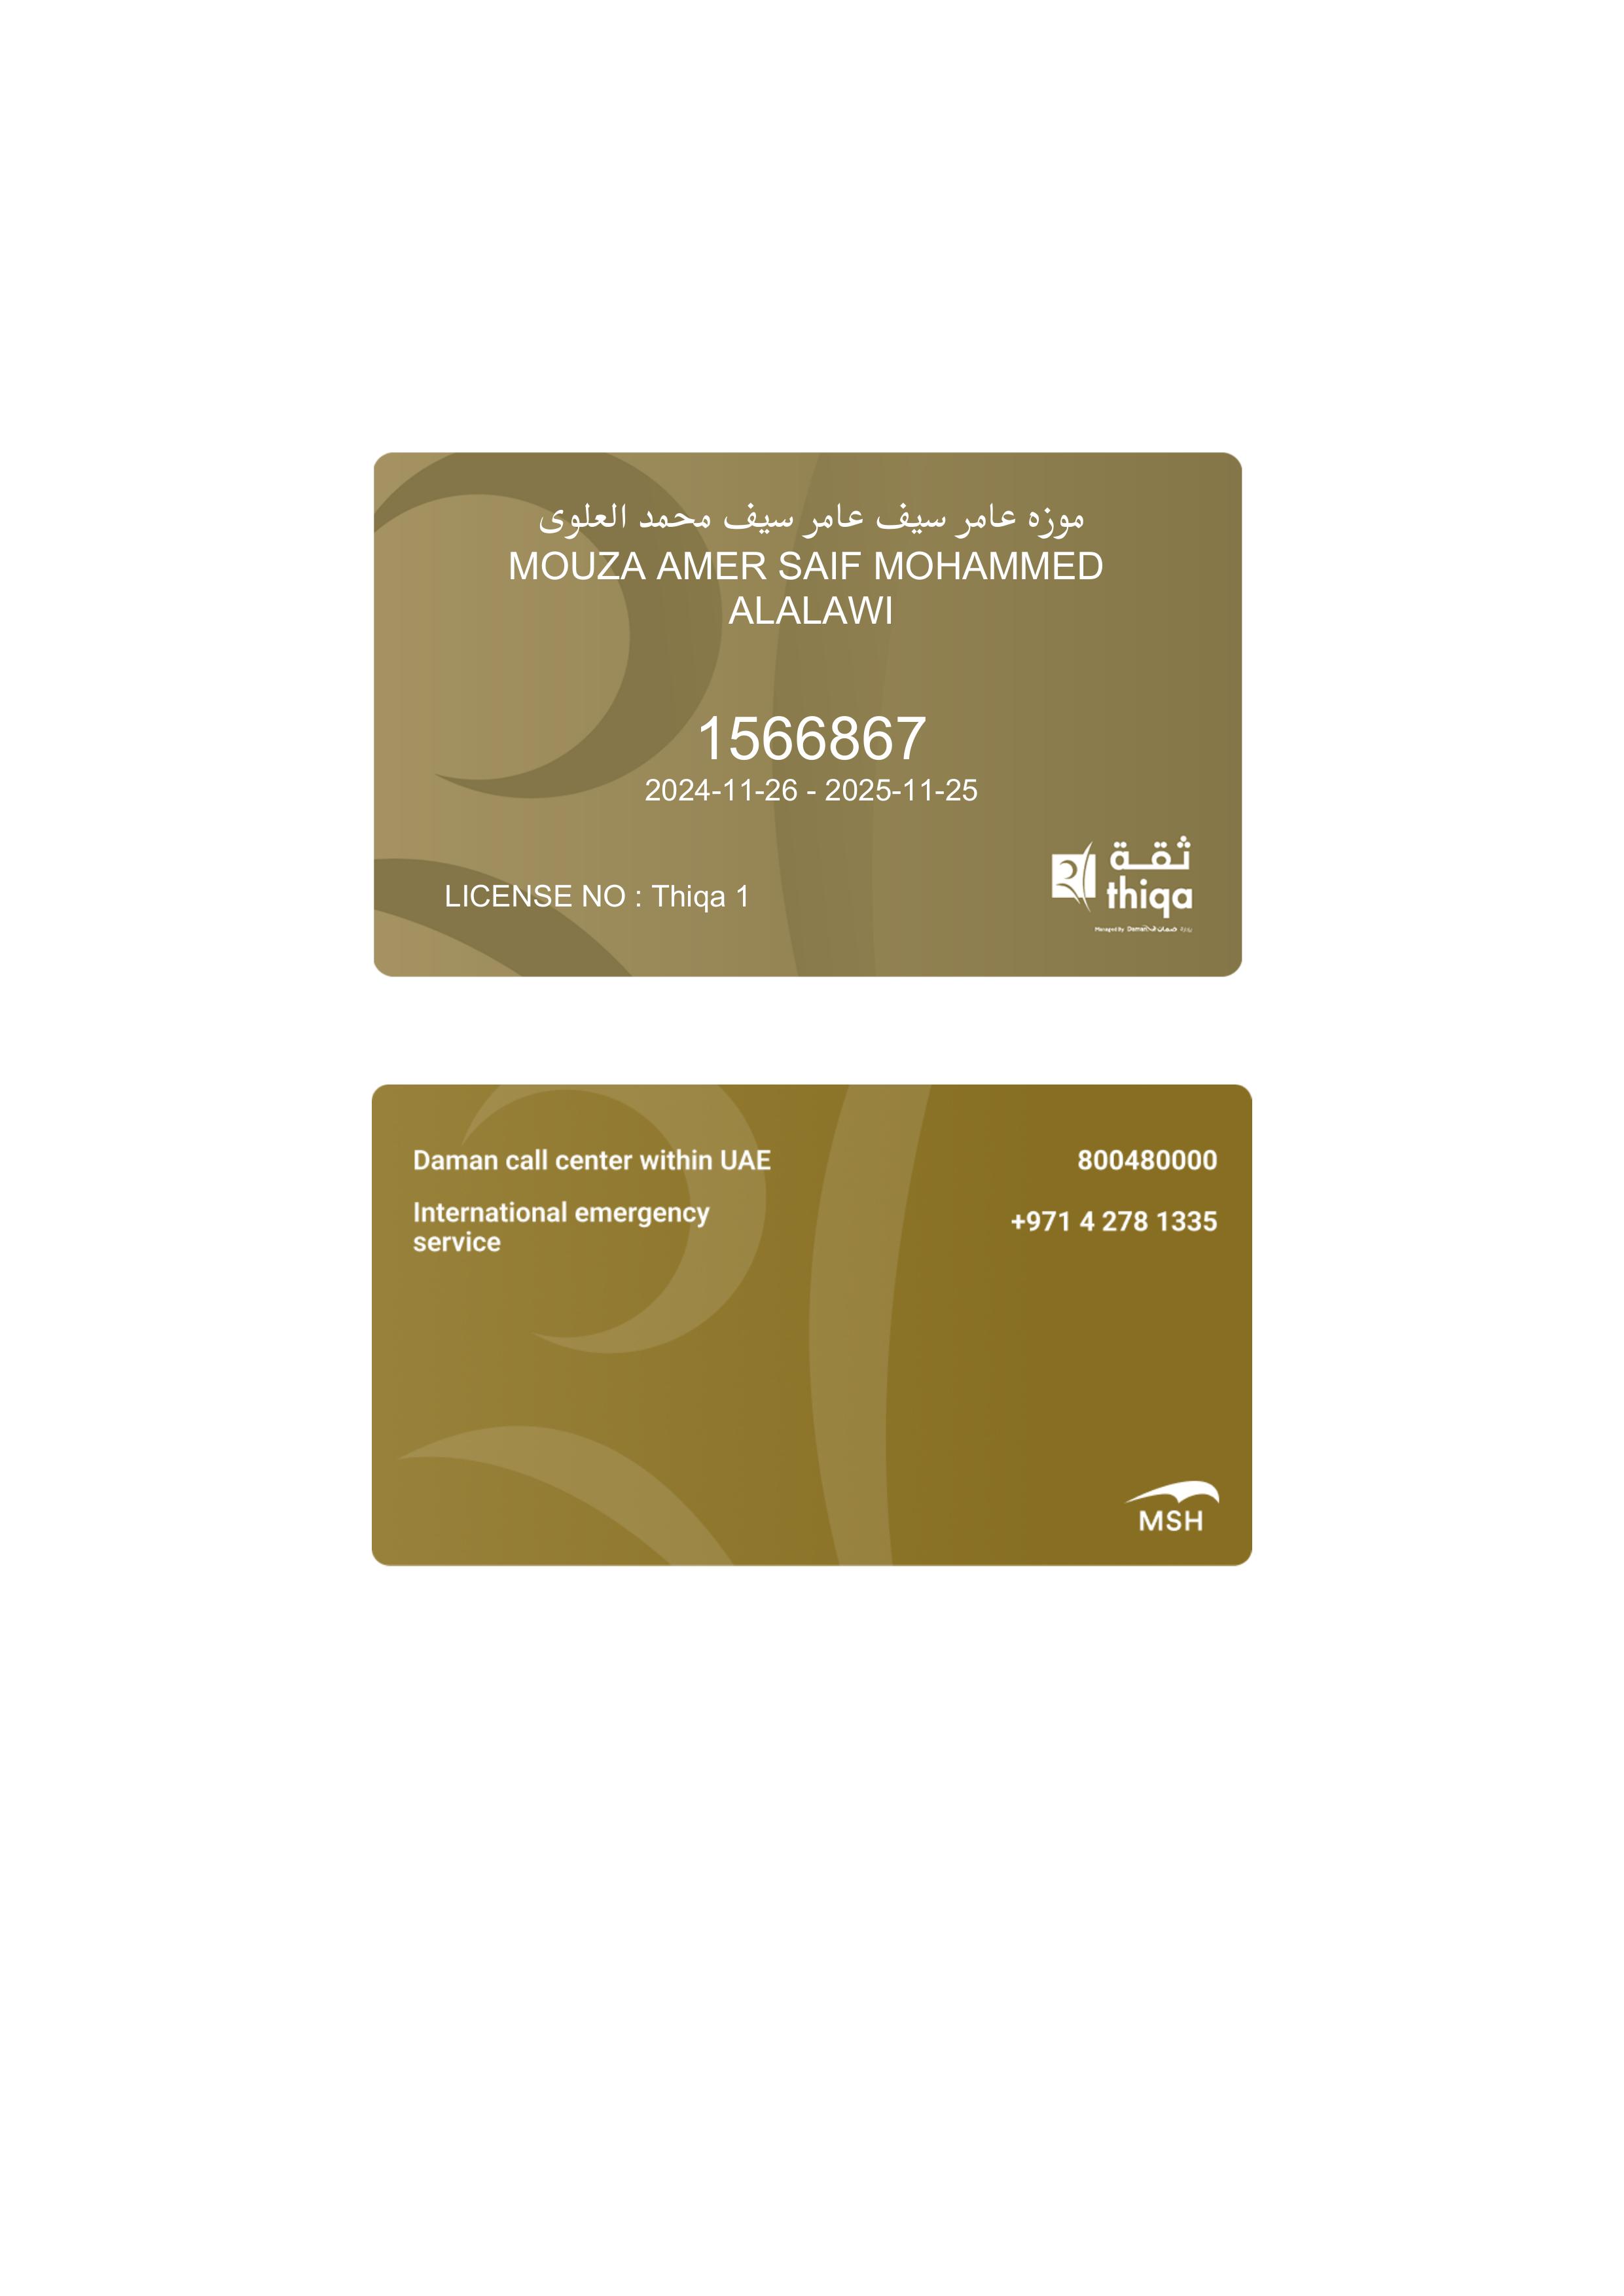 موزه عامر سيف عامر سيف محمد العلوى
MOUZA AMER SAIF MOHAMMED
ALALAWI
1566867
2024-11-26 - 2025-11-25
LICENSE NO : Thiqa 1
ثقة
thiqa
Managed By Daman ضمان
Daman call center within UAE 800480000
International emergency
service +971 4 278 1335
MSH